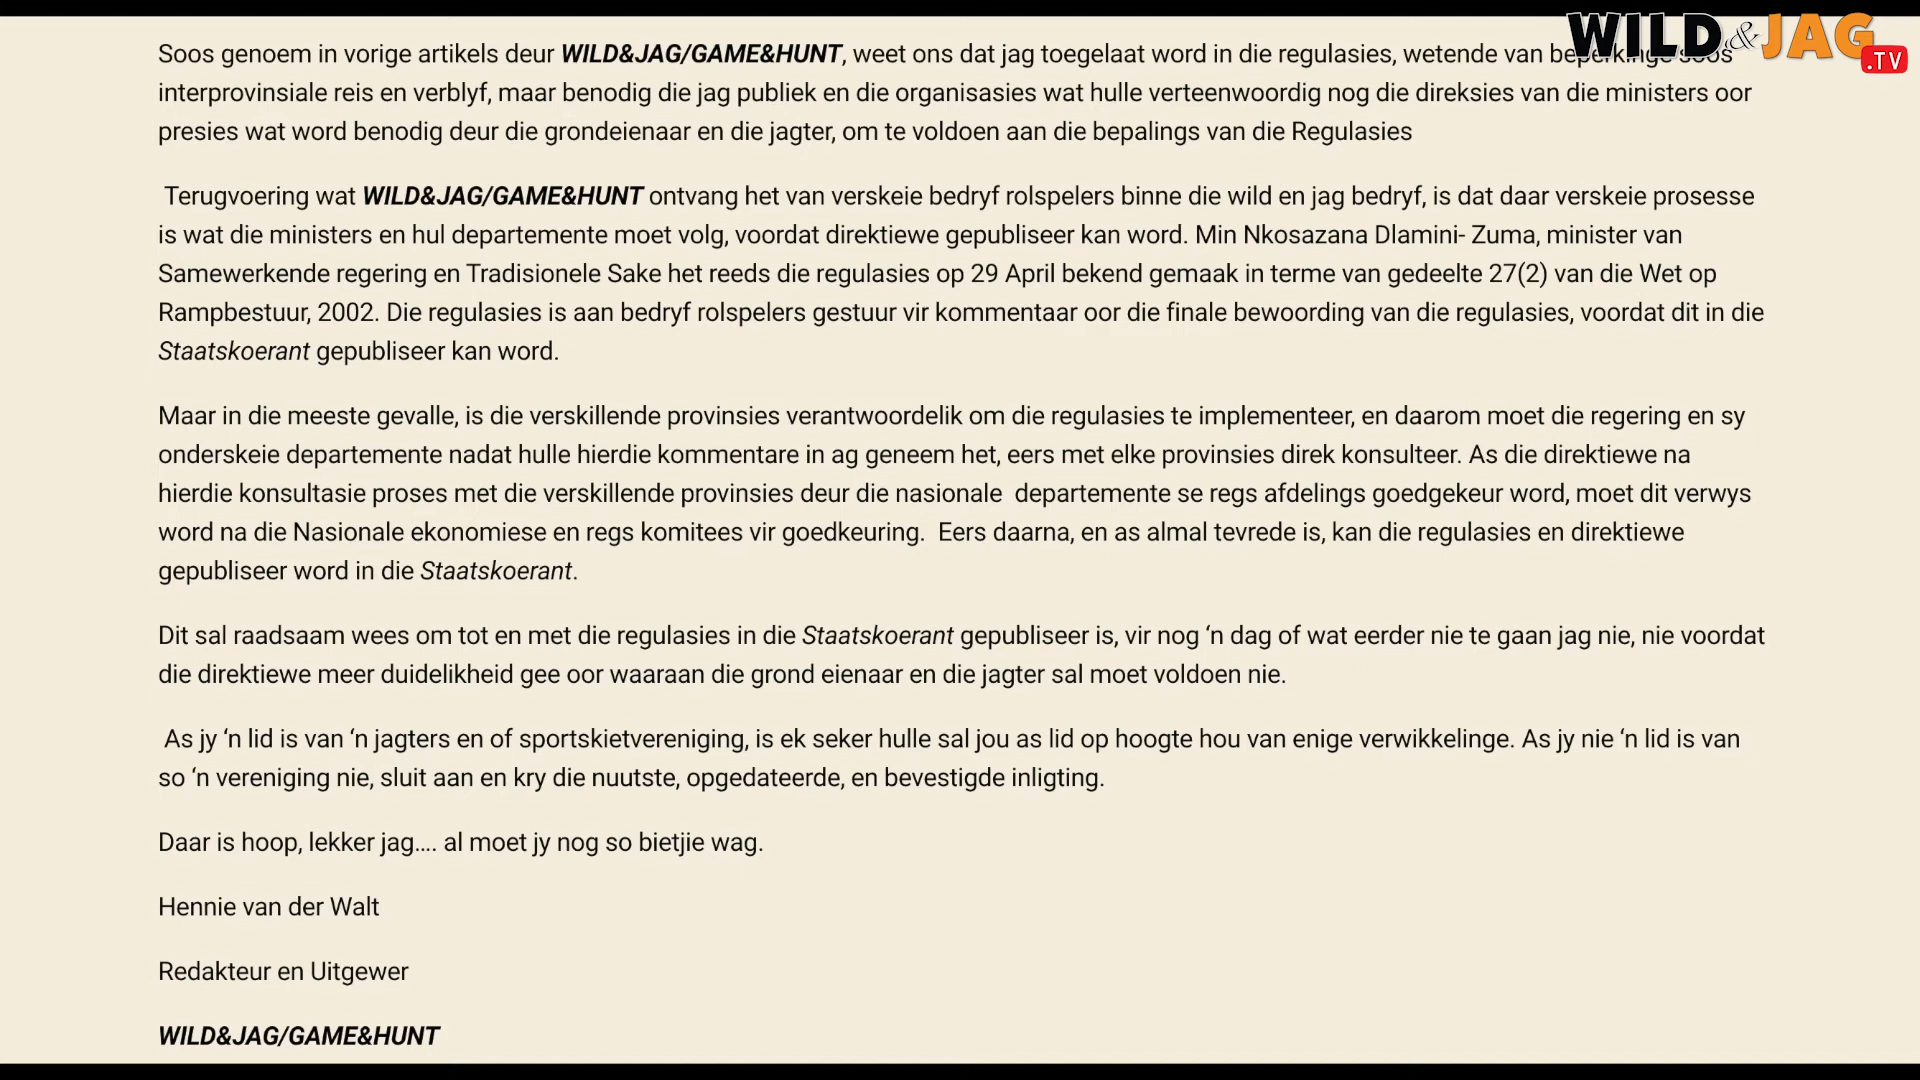 WILD&JAG
.TV
Soos genoem in vorige artikels deur WILD&JAG/GAME&HUNT, weet ons dat jag toegelaat word in die regulasies, wetende van beperkinge soos
interprovinsiale reis en verblyf, maar benodig die jag publiek en die organisasies wat hulle verteenwoordig nog die direksies van die ministers oor
presies wat word benodig deur die grondeienaar en die jagter, om te voldoen aan die bepalings van die Regulasies
Terugvoering wat WILD&JAG/GAME&HUNT ontvang het van verskeie bedryf rolspelers binne die wild en jag bedryf, is dat daar verskeie prosesse
is wat die ministers en hul departemente moet volg, voordat direktiewe gepubliseer kan word. Min Nkosazana Dlamini- Zuma, minister van
Samewerkende regering en Tradisionele Sake het reeds die regulasies op 29 April bekend gemaak in terme van gedeelte 27(2) van die Wet op
Rampbestuur, 2002. Die regulasies is aan bedryf rolspelers gestuur vir kommentaar oor die finale bewoording van die regulasies, voordat dit in die
Staatskoerant gepubliseer kan word.
Maar in die meeste gevalle, is die verskillende provinsies verantwoordelik om die regulasies te implementeer, en daarom moet die regering en sy
onderskeie departemente nadat hulle hierdie kommentare in ag geneem het, eers met elke provinsies direk konsulteer. As die direktiewe na
hierdie konsultasie proses met die verskillende provinsies deur die nasionale  departemente se regs afdelings goedgekeur word, moet dit verwys
word na die Nasionale ekonomiese en regs komitees vir goedkeuring.  Eers daarna, en as almal tevrede is, kan die regulasies en direktiewe
gepubliseer word in die Staatskoerant.
Dit sal raadsaam wees om tot en met die regulasies in die Staatskoerant gepubliseer is, vir nog ‘n dag of wat eerder nie te gaan jag nie, nie voordat
die direktiewe meer duidelikheid gee oor waaraan die grond eienaar en die jagter sal moet voldoen nie.
As jy ‘n lid is van ‘n jagters en of sportskietvereniging, is ek seker hulle sal jou as lid op hoogte hou van enige verwikkelinge. As jy nie ‘n lid is van
so ‘n vereniging nie, sluit aan en kry die nuutste, opgedateerde, en bevestigde inligting.
Daar is hoop, lekker jag…. al moet jy nog so bietjie wag.
Hennie van der Walt
Redakteur en Uitgewer
WILD&JAG/GAME&HUNT